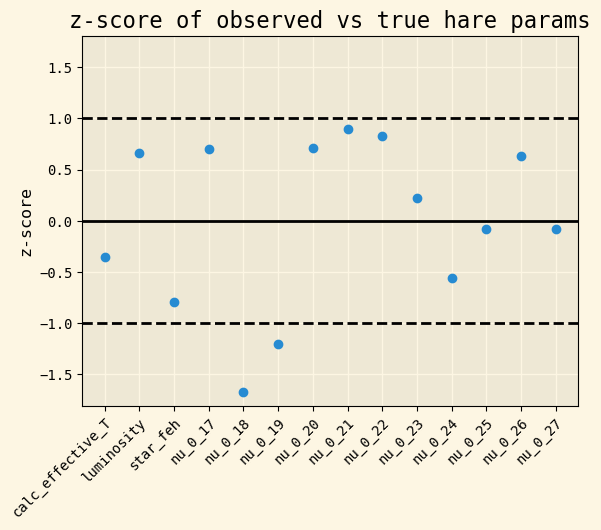 z-score of observed vs true hare params
z-score
1.5
1.0
0.5
0.0
−0.5
−1.0
−1.5
calc_effective_T
luminosity
star_feh
nu_0_17
nu_0_18
nu_0_19
nu_0_20
nu_0_21
nu_0_22
nu_0_23
nu_0_24
nu_0_25
nu_0_26
nu_0_27